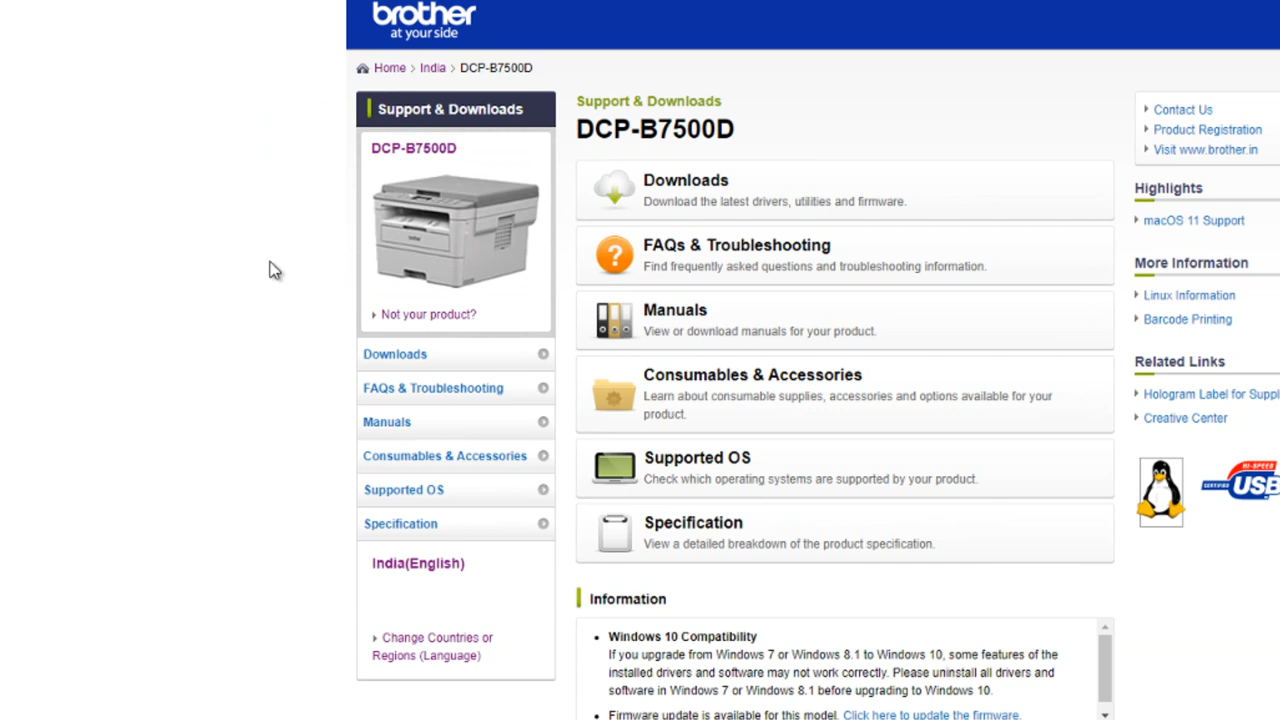 brother
at your side
Home > India > DCP-B7500D
Support & Downloads
DCP-B7500D
brother
Not your product?
Downloads
FAQs & Troubleshooting
Manuals
Consumables & Accessories
Supported OS
Specification
India(English)
Change Countries or
Regions (Language)
Support & Downloads
DCP-B7500D
Downloads
Download the latest drivers, utilities and firmware.
FAQs & Troubleshooting
Find frequently asked questions and troubleshooting information.
Manuals
View or download manuals for your product.
Consumables & Accessories
Learn about consumable supplies, accessories and options available for your
product.
Supported OS
Check which operating systems are supported by your product.
Specification
View a detailed breakdown of the product specification.
Information
• Windows 10 Compatibility
If you upgrade from Windows 7 or Windows 8.1 to Windows 10, some features of the
installed drivers and software may not work correctly. Please uninstall all drivers and
software in Windows 7 or Windows 8.1 before upgrading to Windows 10.
• Firmware update is available for this model. Click here to update the firmware.
Contact Us
Product Registration
Visit www.brother.in
Highlights
macOS 11 Support
More Information
Linux Information
Barcode Printing
Related Links
Hologram Label for Suppl
Creative Center
HI-SPEED
CERTIFIED USB